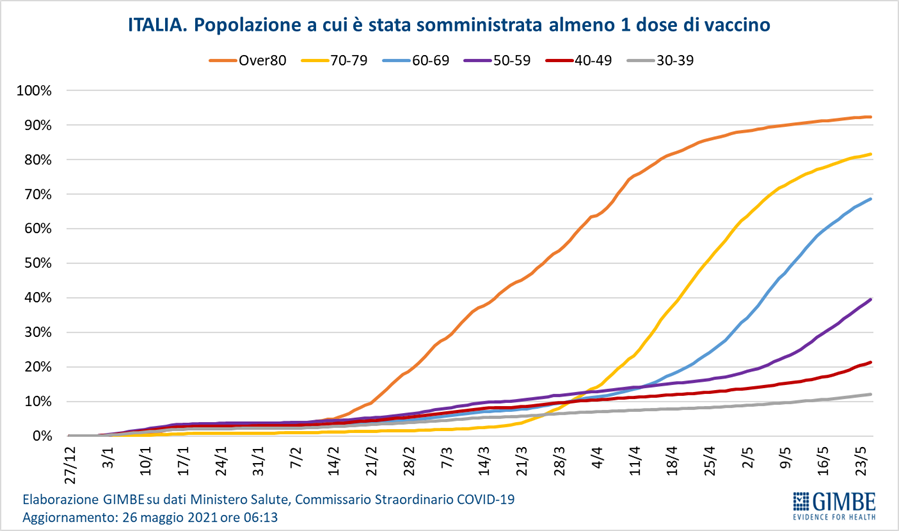 ITALIA. Popolazione a cui è stata somministrata almeno 1 dose di vaccino
Over80 70-79 60-69 50-59 40-49 30-39
100%
90%
80%
70%
60%
50%
40%
30%
20%
10%
0%
27/12 3/1 10/1 17/1 24/1 31/1 7/2 14/2 21/2 28/2 7/3 14/3 21/3 28/3 4/4 11/4 18/4 25/4 2/5 9/5 16/5 23/5
Elaborazione GIMBE su dati Ministero Salute, Commissario Straordinario COVID-19
Aggiornamento: 26 maggio 2021 ore 06:13
GIMBE
EVIDENCE FOR HEALTH